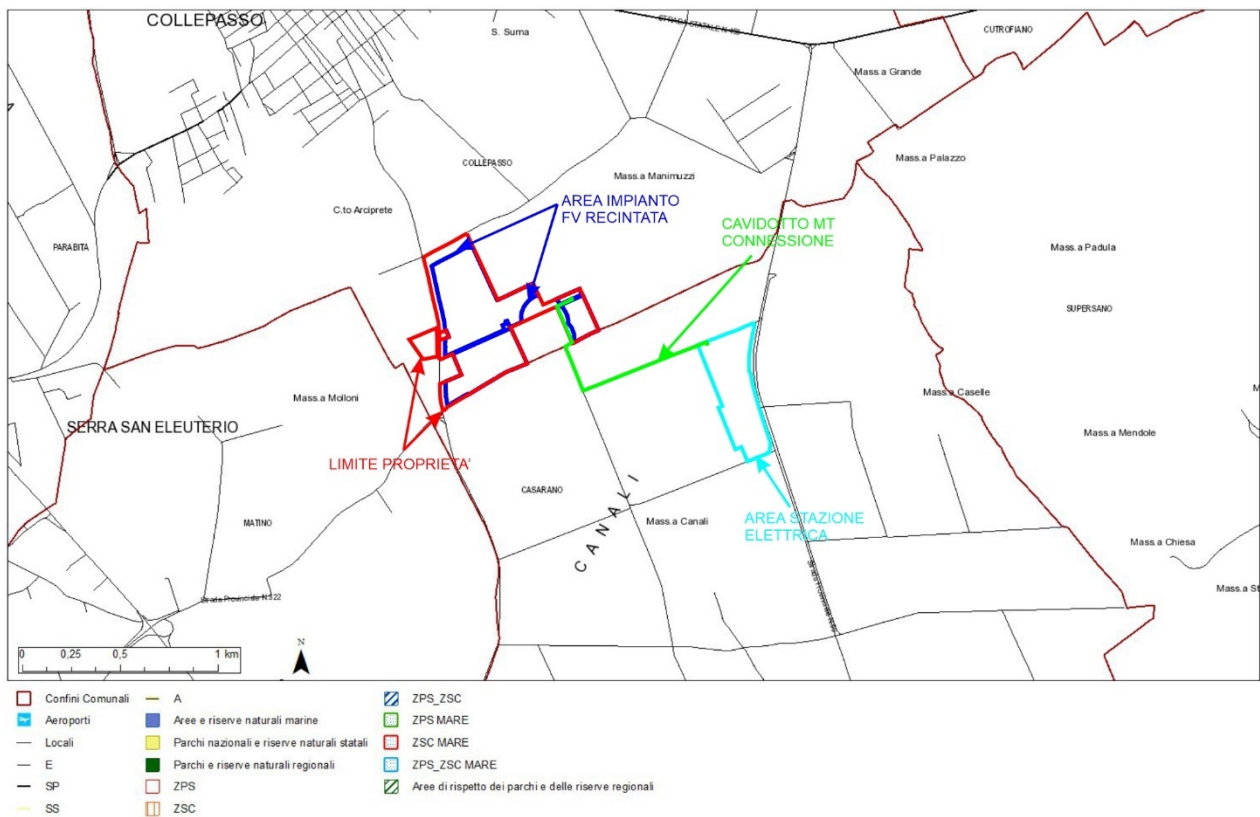 COLLEPASSO
S. Suma
CUTROFIANO
Mass.a Grande
Mass.a Palazzo
COLLEPASSO
Mass.a Manimuzzi
AREA IMPIANTO
FV RECINTATA
C.to Arciprete
CAVIDOTTO MT
CONNESSIONE
PARABITA
Mass.a Padula
SUPERSANO
Mass.a Molloni
Mass.a Caselle
SERRA SAN ELEUTERIO
Mass.a Mendole
LIMITE PROPRIETA'
CASARANO
CANALI
MATINO
Mass.a Canali
AREA STAZIONE
ELETTRICA
Mass.a Chiesa
Mass.a St
N
0 0,25 0,5 1 km
Confini Comunali
Aeroporti
Locali
E
SP
SS
A
Aree e riserve naturali marine
Parchi nazionali e riserve naturali statali
Parchi e riserve naturali regionali
ZPS
ZSC
ZPS_ZSC
ZPS MARE
ZSC MARE
ZPS_ZSC MARE
Aree di rispetto dei parchi e delle riserve regionali